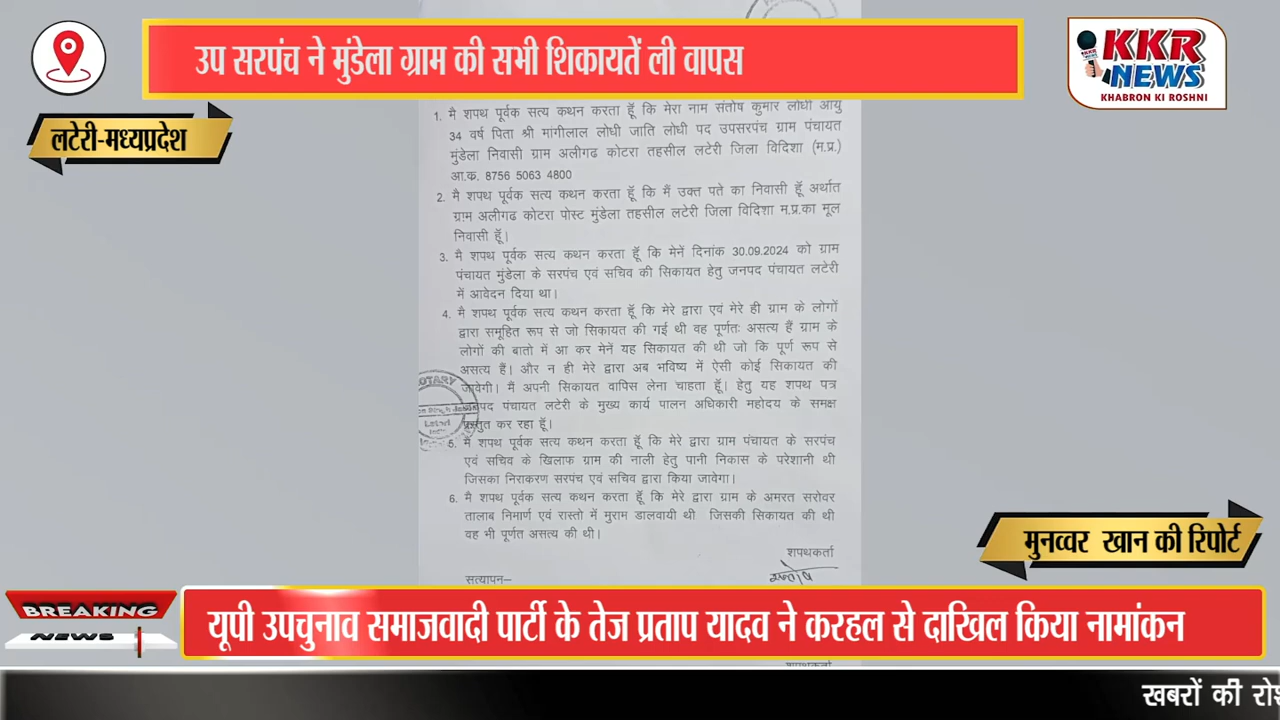 उप सरपंच ने मुंडेला ग्राम की सभी शिकायतें ली वापस
KKR
NEWS
KHABRON KI ROSHNI
लटेरी-मध्यप्रदेश
1. मै शपथ पूर्वक सत्य कथन करता हूँ कि मेरा नाम संतोष कुमार लोधी आयु
34 वर्ष पिता श्री मांगीलाल लोधी जाति लोधी पद उपसरपंच ग्राम पंचायत
मुंडेला निवासी ग्राम अलीगढ कोटरा तहसील लटेरी जिला विदिशा (म.प्र.)
आ.क. 8756 5063 4800
2. मै शपथ पूर्वक सत्य कथन करता हूँ कि मैं उक्त पते का निवासी हूँ अर्थात
ग्राम अलीगढ कोटरा पोस्ट मुंडेला तहसील लटेरी जिला विदिशा म.प्र.का मूल
निवासी हूँ।
3. मै शपथ पूर्वक सत्य कथन करता हूँ कि मेनें दिनांक 30.09.2024 को ग्राम
पंचायत मुंडेला के सरपंच एवं सचिव की सिकायत हेतु जनपद पंचायत लटेरी
में आवेदन दिया था।
4. मै शपथ पूर्वक सत्य कथन करता हूँ कि मेरे द्वारा एवं मेरे ही ग्राम के लोगों
द्वारा समूहित रूप से जो सिकायत की गई थी वह पूर्णतः असत्य हैं ग्राम के
लोगों की बातो में आ कर मेनें यह सिकायत की थी जो कि पूर्ण रूप से
असत्य हैं। और न ही मेरे द्वारा अब भविष्य में ऐसी कोई सिकायत की
जावेगी। मैं अपनी सिकायत वापिस लेना चाहता हूँ। हेतु यह शपथ पत्र
जनपद पंचायत लटेरी के मुख्य कार्य पालन अधिकारी महोदय के समक्ष
प्रस्तुत कर रहा हूँ।
NOTARY
5. मै शपथ पूर्वक सत्य कथन करता हूँ कि मेरे द्वारा ग्राम पंचायत के सरपंच
एवं सचिव के खिलाफ ग्राम की नाली हेतु पानी निकास के परेशानी थी
जिसका निराकरण सरपंच एवं सचिव द्वारा किया जावेगा।
6. मै शपथ पूर्वक सत्य कथन करता हूँ कि मेरे द्वारा ग्राम के अमरत सरोवर
तालाब निमार्ण एवं रास्तो में मुराम डालवायी थी जिसकी सिकायत की थी
वह भी पूर्णत असत्य की थी।
शपथकर्ता
सत्यापन–
मुनव्वर खान की रिपोर्ट
BREAKING
NEWS
यूपी उपचुनाव समाजवादी पार्टी के तेज प्रताप यादव ने करहल से दाखिल किया नामांकन
शपथकर्ता
खबरों की